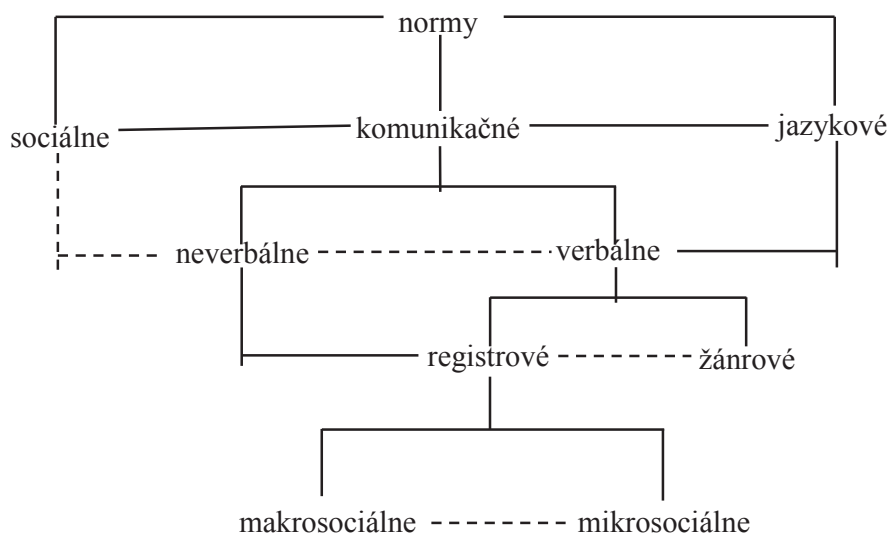 normy
sociálne komunikačné jazykové
neverbálne verbálne
registrové žánrové
makrosociálne mikrosociálne